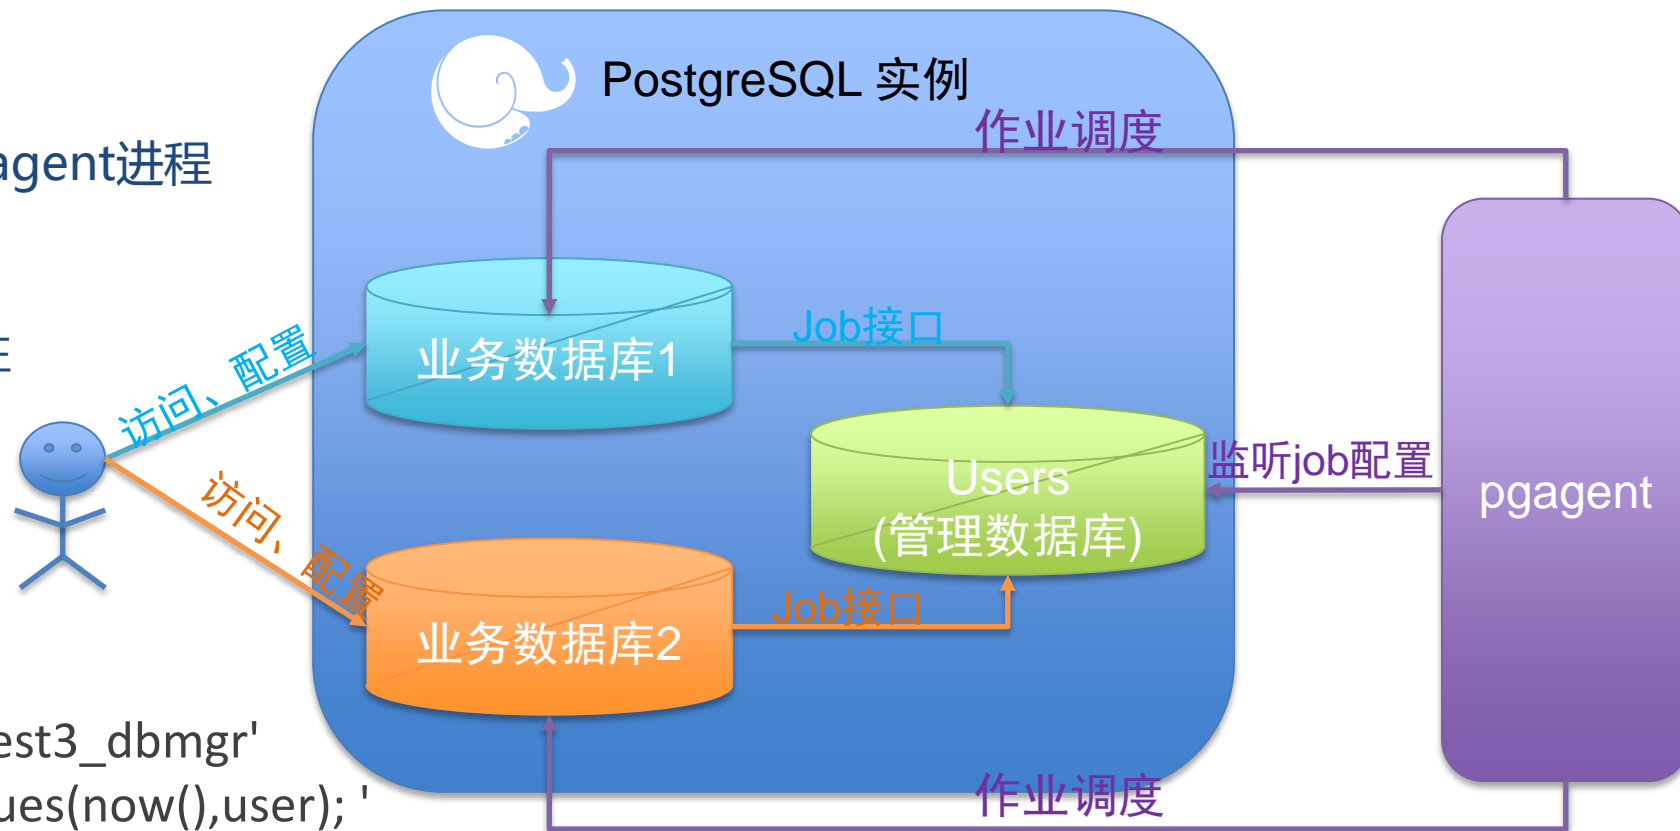 PostgreSQL 实例
作业调度
agent进程
Job接口
业务数据库1
访问、配置
监听job配置
Users
(管理数据库)
pgagent
访问、配置
Job接口
业务数据库2
est3_dbmgr'
ues(now(),user); '
作业调度